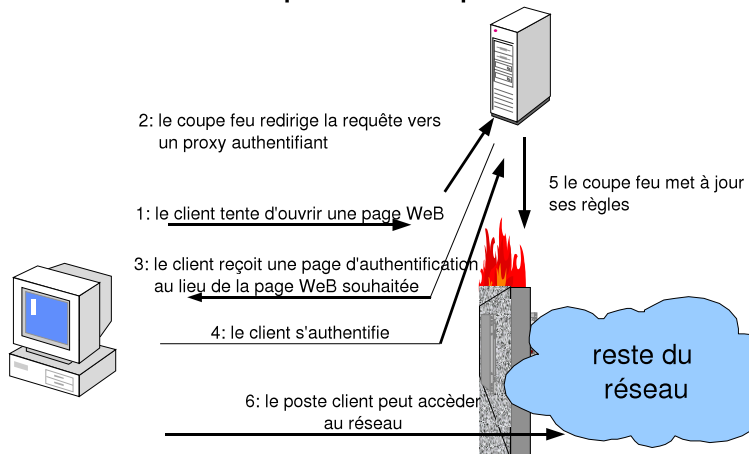 2: le coupe feu redirige la requête vers
un proxy authentifiant
5 le coupe feu met à jour
ses règles
1: le client tente d'ouvrir une page WeB
3: le client reçoit une page d'authentification
au lieu de la page WeB souhaitée
4: le client s'authentifie
reste du
réseau
6: le poste client peut accèder
au réseau